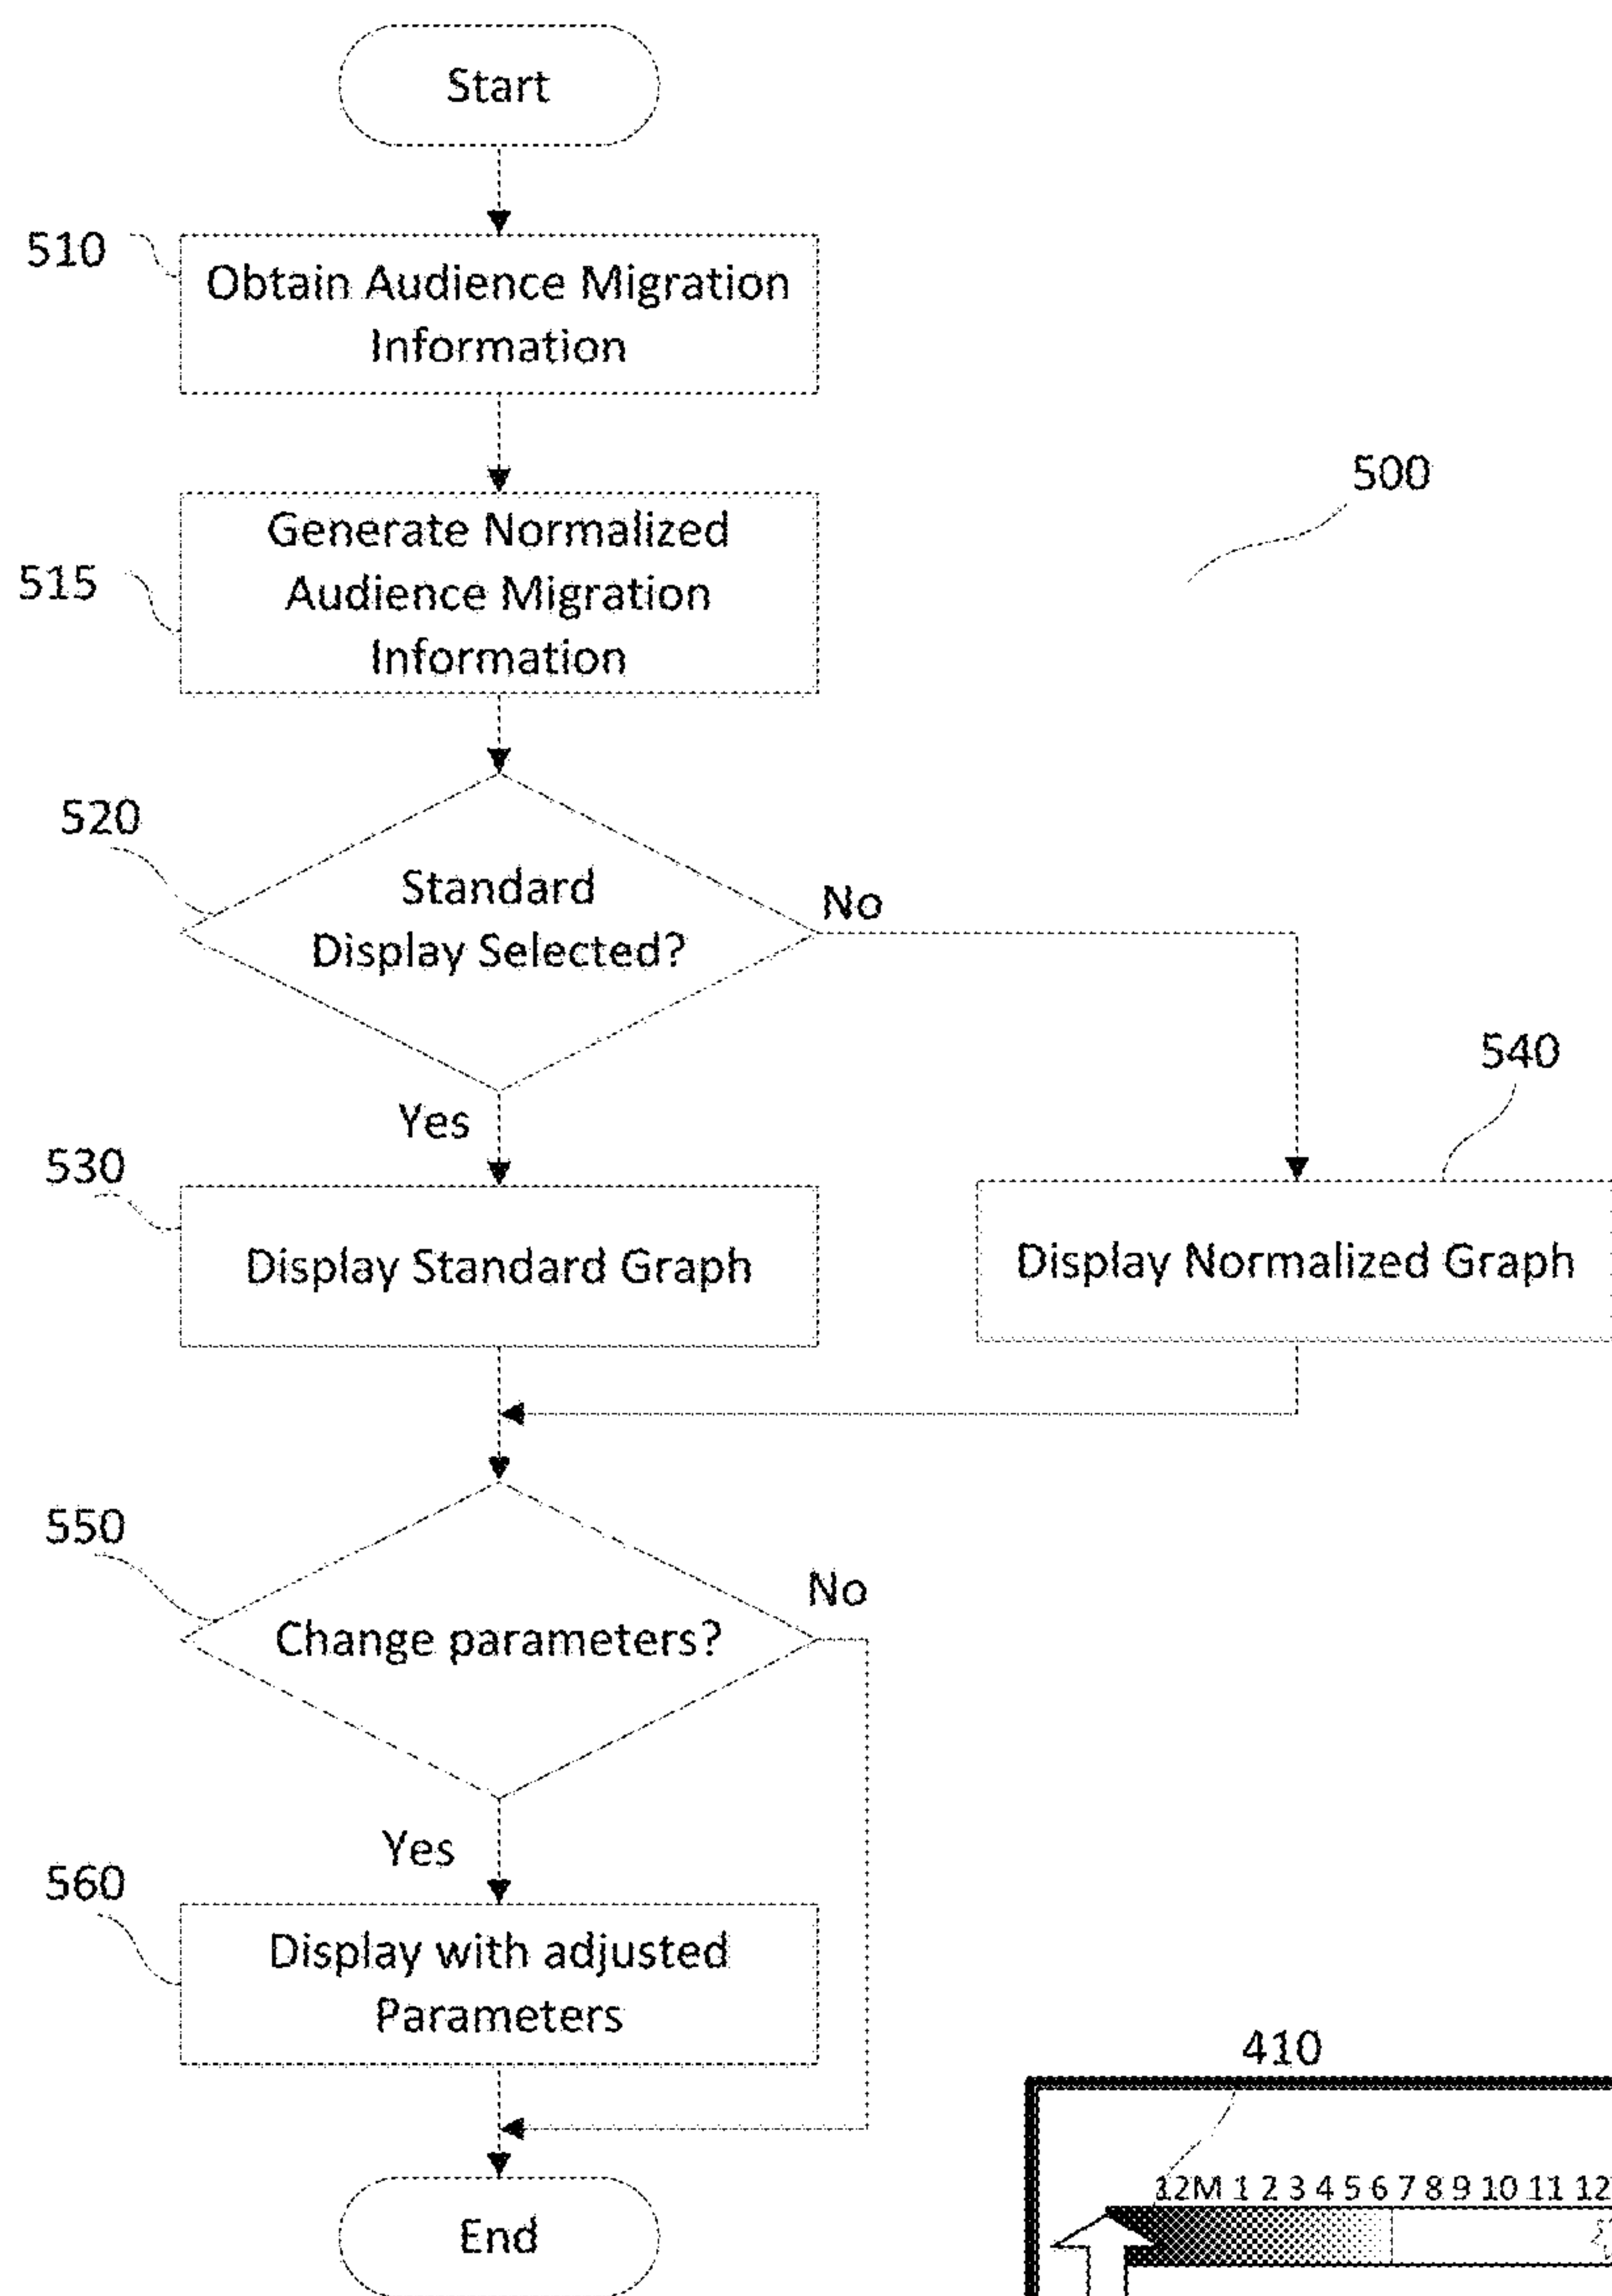 Start
510
Obtain Audience Migration
Information
500
515
Generate Normalized
Audience Migration
Information
520
Standard
Display Selected?
No
Yes
540
530
Display Standard Graph
Display Normalized Graph
550
Change parameters?
No
Yes
560
Display with adjusted
Parameters
410
12M 1 2 3 4 5 6 7 8 9 10 11 12
End